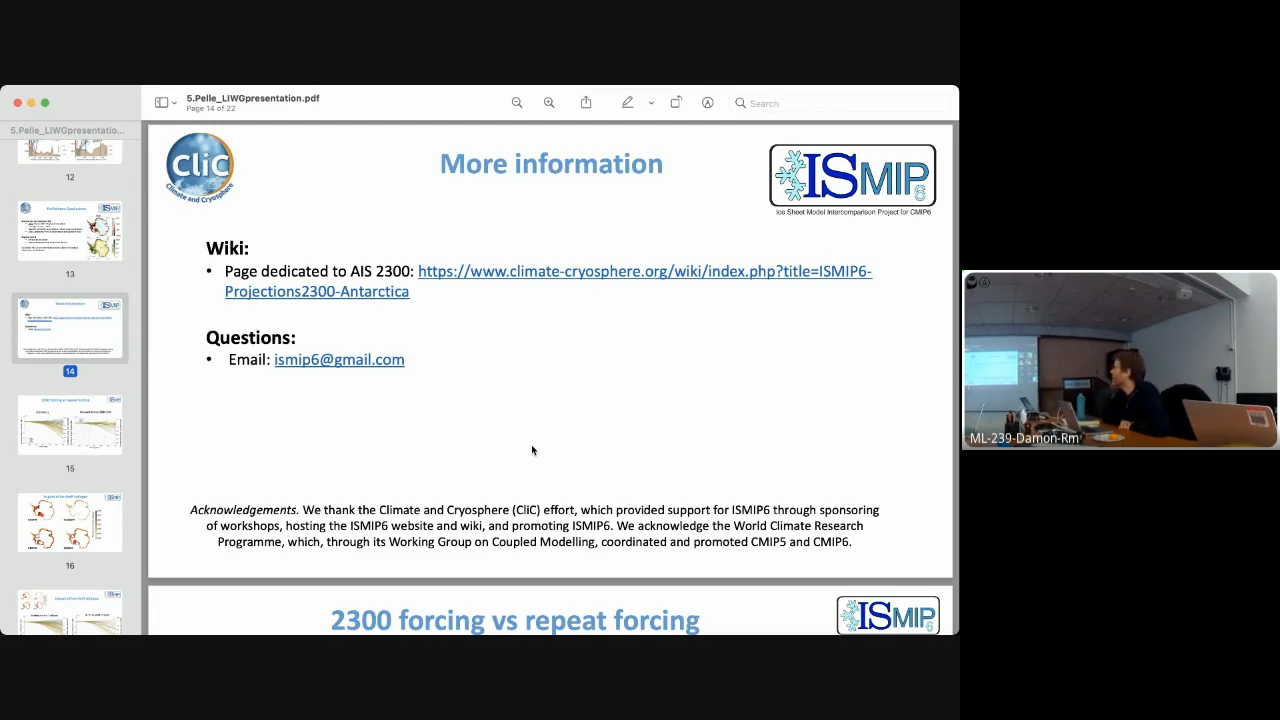 5.Pelle_LIWGpresentation.pdf
Page 14 of 22
Search
5.Pelle_LIWGpresentatio...
12
13
14
15
16
CliC
Climate and Cryosphere
More information
ISMIP6
Ice Sheet Model Intercomparison Project for CMIP6
Wiki:
• Page dedicated to AIS 2300: https://www.climate-cryosphere.org/wiki/index.php?title=ISMIP6-
Projections2300-Antarctica
Questions:
• Email: ismip6@gmail.com
Acknowledgements. We thank the Climate and Cryosphere (CliC) effort, which provided support for ISMIP6 through sponsoring
of workshops, hosting the ISMIP6 website and wiki, and promoting ISMIP6. We acknowledge the World Climate Research
Programme, which, through its Working Group on Coupled Modelling, coordinated and promoted CMIP5 and CMIP6.
2300 forcing vs repeat forcing
ISMIP6
ML-239-Damon-Rm